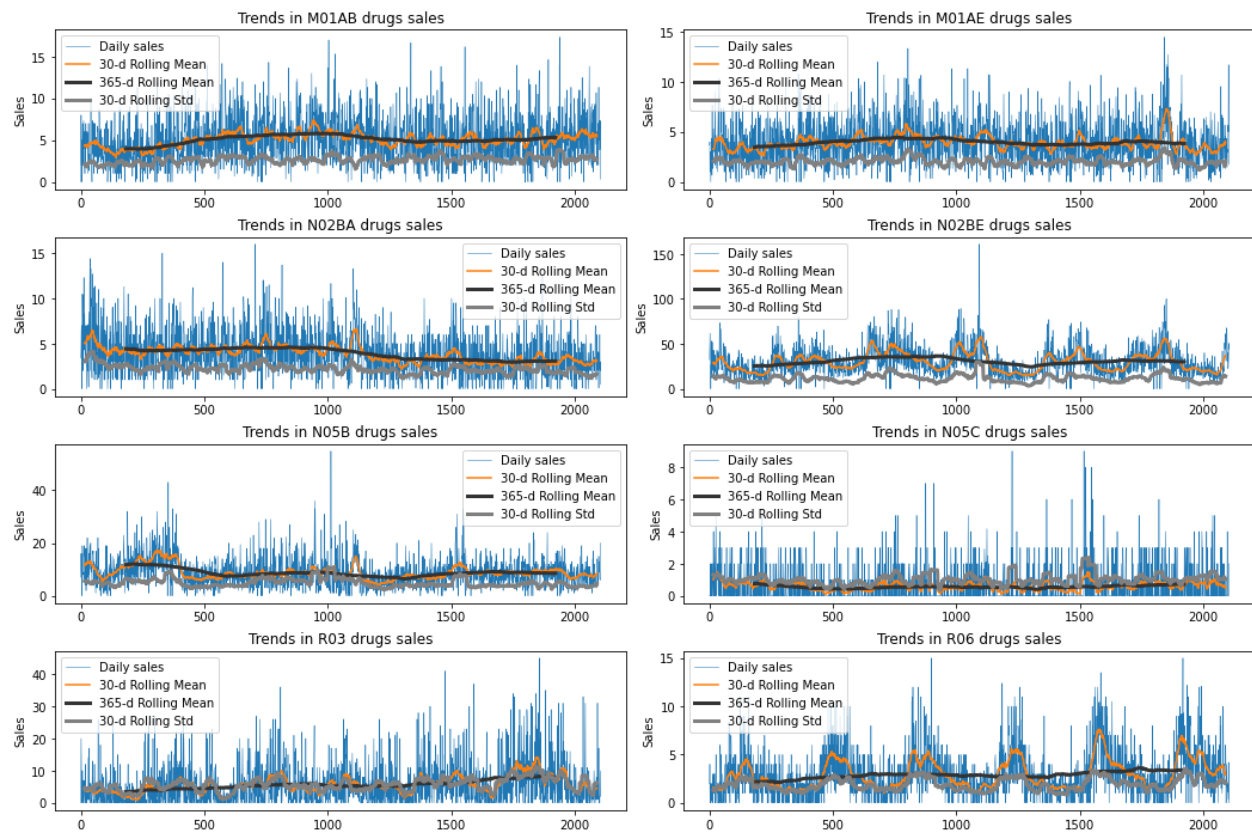 Trends in M01AB drugs sales
Sales
15
10
5
0
Daily sales
30-d Rolling Mean
365-d Rolling Mean
30-d Rolling Std
0 500 1000 1500 2000
Trends in M01AE drugs sales
Sales
15
10
5
0
Daily sales
30-d Rolling Mean
365-d Rolling Mean
30-d Rolling Std
0 500 1000 1500 2000
Trends in N02BA drugs sales
Sales
15
10
5
0
Daily sales
30-d Rolling Mean
365-d Rolling Mean
30-d Rolling Std
0 500 1000 1500 2000
Trends in N02BE drugs sales
Sales
150
100
50
0
Daily sales
30-d Rolling Mean
365-d Rolling Mean
30-d Rolling Std
0 500 1000 1500 2000
Trends in N05B drugs sales
Sales
40
20
0
Daily sales
30-d Rolling Mean
365-d Rolling Mean
30-d Rolling Std
0 500 1000 1500 2000
Trends in N05C drugs sales
Sales
8
6
4
2
0
Daily sales
30-d Rolling Mean
365-d Rolling Mean
30-d Rolling Std
0 500 1000 1500 2000
Trends in R03 drugs sales
Sales
40
30
20
10
0
Daily sales
30-d Rolling Mean
365-d Rolling Mean
30-d Rolling Std
0 500 1000 1500 2000
Trends in R06 drugs sales
Sales
15
10
5
0
Daily sales
30-d Rolling Mean
365-d Rolling Mean
30-d Rolling Std
0 500 1000 1500 2000